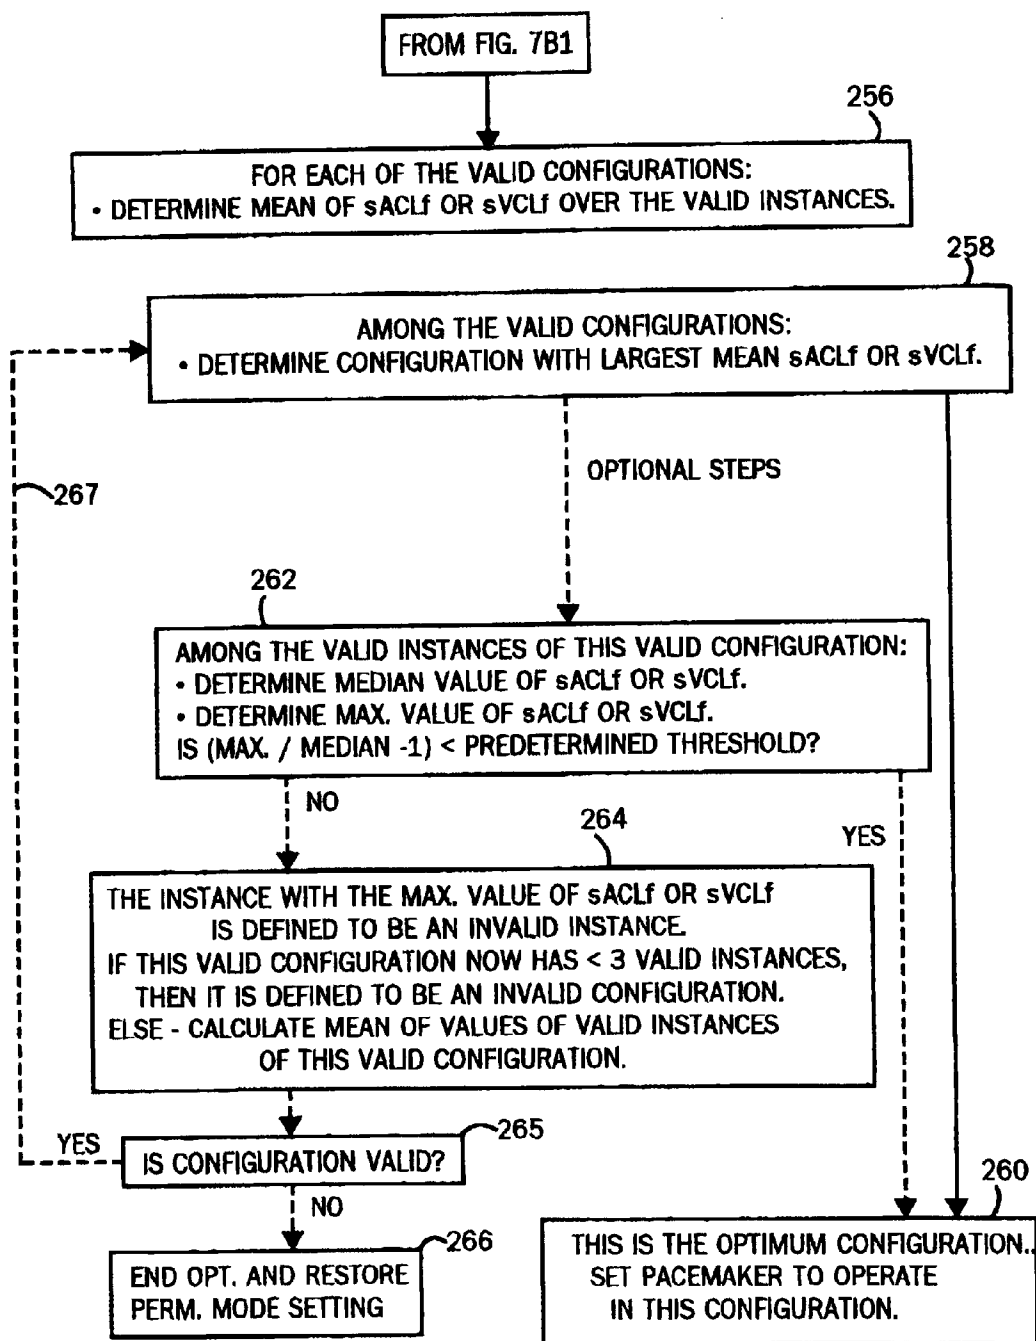 FROM FIG. 7B1
256
FOR EACH OF THE VALID CONFIGURATIONS:
• DETERMINE MEAN OF sACLf OR sVCLf OVER THE VALID INSTANCES.
258
AMONG THE VALID CONFIGURATIONS:
• DETERMINE CONFIGURATION WITH LARGEST MEAN sACLf OR sVCLf.
OPTIONAL STEPS
267
262
AMONG THE VALID INSTANCES OF THIS VALID CONFIGURATION:
• DETERMINE MEDIAN VALUE OF sACLf OR sVCLf.
• DETERMINE MAX. VALUE OF sACLf OR sVCLf.
IS (MAX. / MEDIAN -1) < PREDETERMINED THRESHOLD?
NO
264
YES
THE INSTANCE WITH THE MAX. VALUE OF sACLf OR sVCLf
IS DEFINED TO BE AN INVALID INSTANCE.
IF THIS VALID CONFIGURATION NOW HAS < 3 VALID INSTANCES,
THEN IT IS DEFINED TO BE AN INVALID CONFIGURATION.
ELSE - CALCULATE MEAN OF VALUES OF VALID INSTANCES
OF THIS VALID CONFIGURATION.
YES
265
IS CONFIGURATION VALID?
NO
260
266
END OPT. AND RESTORE
PERM. MODE SETTING
THIS IS THE OPTIMUM CONFIGURATION..
SET PACEMAKER TO OPERATE
IN THIS CONFIGURATION.